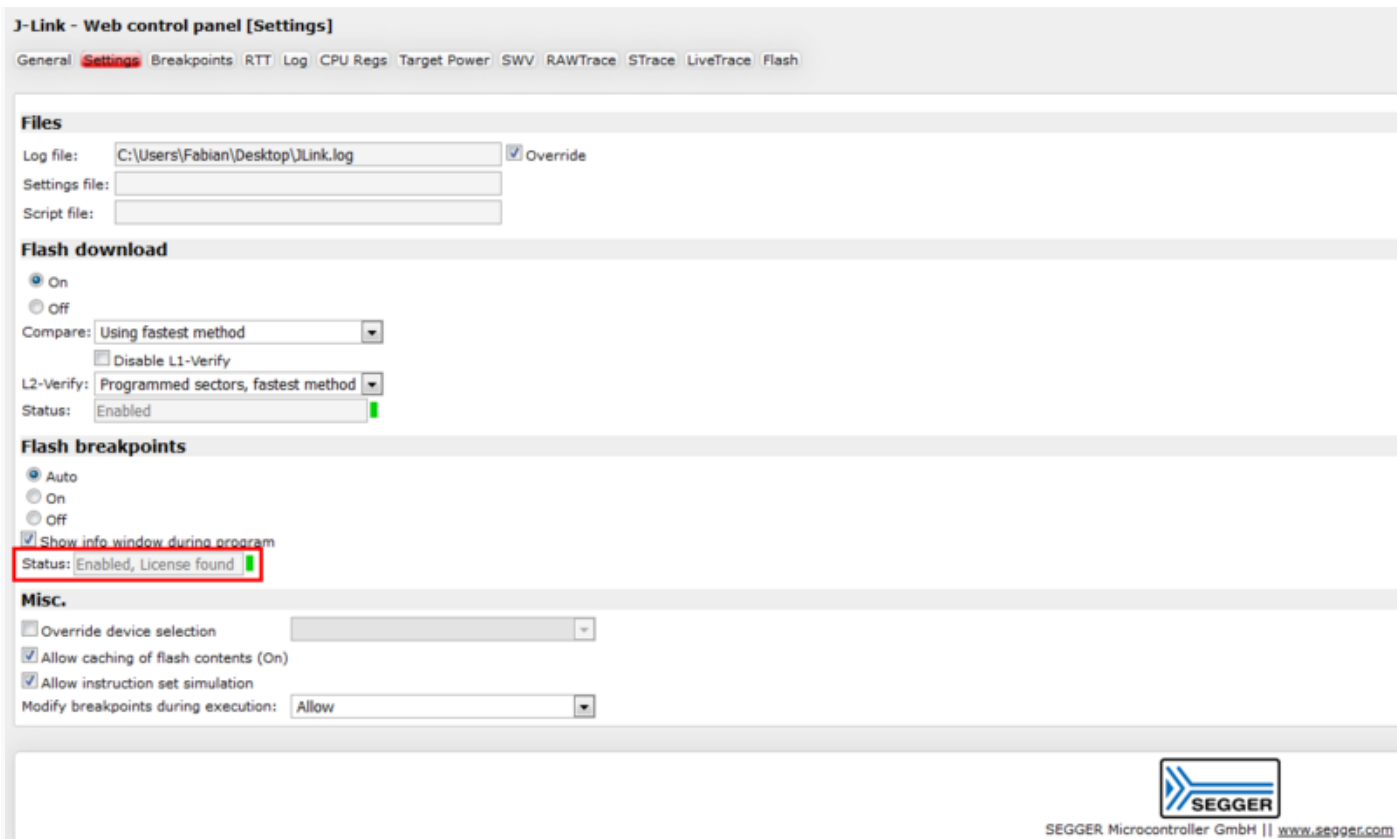 J-Link - Web control panel [Settings]
General Settings Breakpoints RTT Log CPU Regs Target Power SWV RAWTrace STrace LiveTrace Flash
Files
Log file: C:\Users\Fabian\Desktop\JLink.log Override
Settings file:
Script file:
Flash download
On
Off
Compare: Using fastest method
Disable L1-Verify
L2-Verify: Programmed sectors, fastest method
Status: Enabled
Flash breakpoints
Auto
On
Off
Show info window during program
Status: Enabled, License found
Misc.
Override device selection
Allow caching of flash contents (On)
Allow instruction set simulation
Modify breakpoints during execution: Allow
SEGGER
SEGGER Microcontroller GmbH || www.segger.com